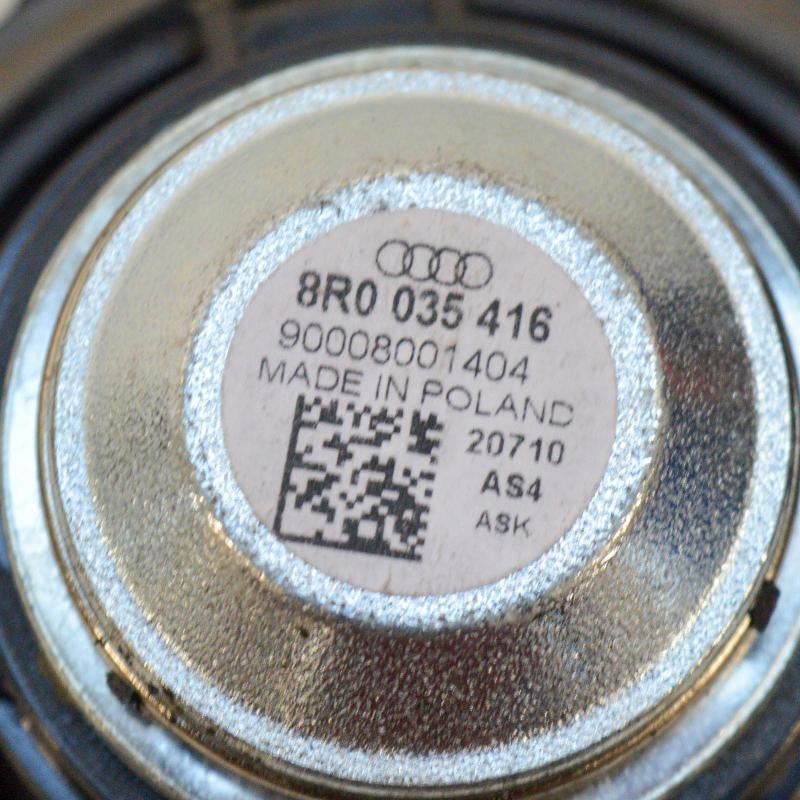 8R0 035 416
90008001404
MADE IN POLAND
20710
AS4
ASK